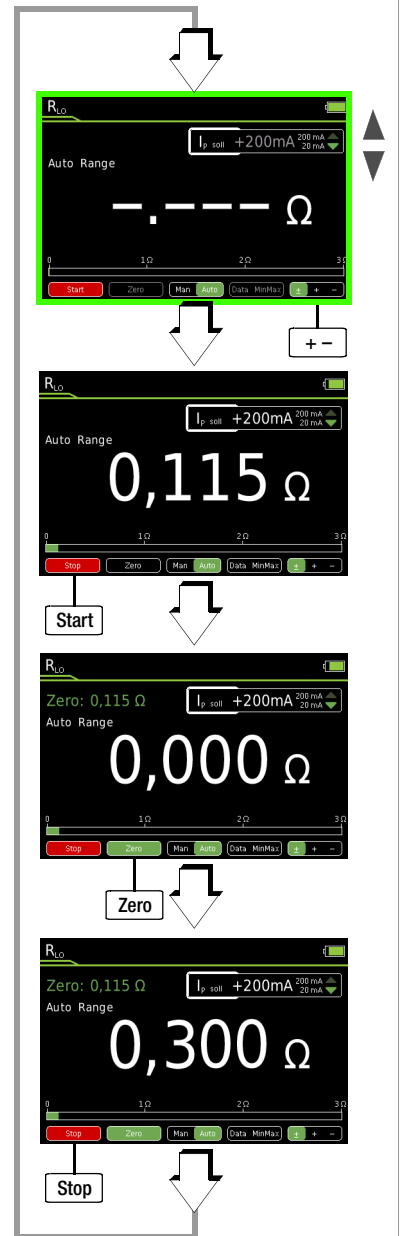 RLO
Ip soll +200mA 200 mA
20 mA
Auto Range
-.--- Ω
0 1Ω 2Ω 3Ω
Start Zero Man Auto Data MinMax ± + -
+ −
RLO
Ip soll +200mA 200 mA
20 mA
Auto Range
0,115 Ω
0 1Ω 2Ω 3Ω
Stop Zero Man Auto Data MinMax ± + -
Start
RLO
Zero: 0,115 Ω Ip soll +200mA 200 mA
20 mA
Auto Range
0,000 Ω
0 1Ω 2Ω 3Ω
Stop Zero Man Auto Data MinMax ± + -
Zero
RLO
Zero: 0,115 Ω Ip soll +200mA 200 mA
20 mA
Auto Range
0,300 Ω
0 1Ω 2Ω 3Ω
Stop Zero Man Auto Data MinMax ± + -
Stop